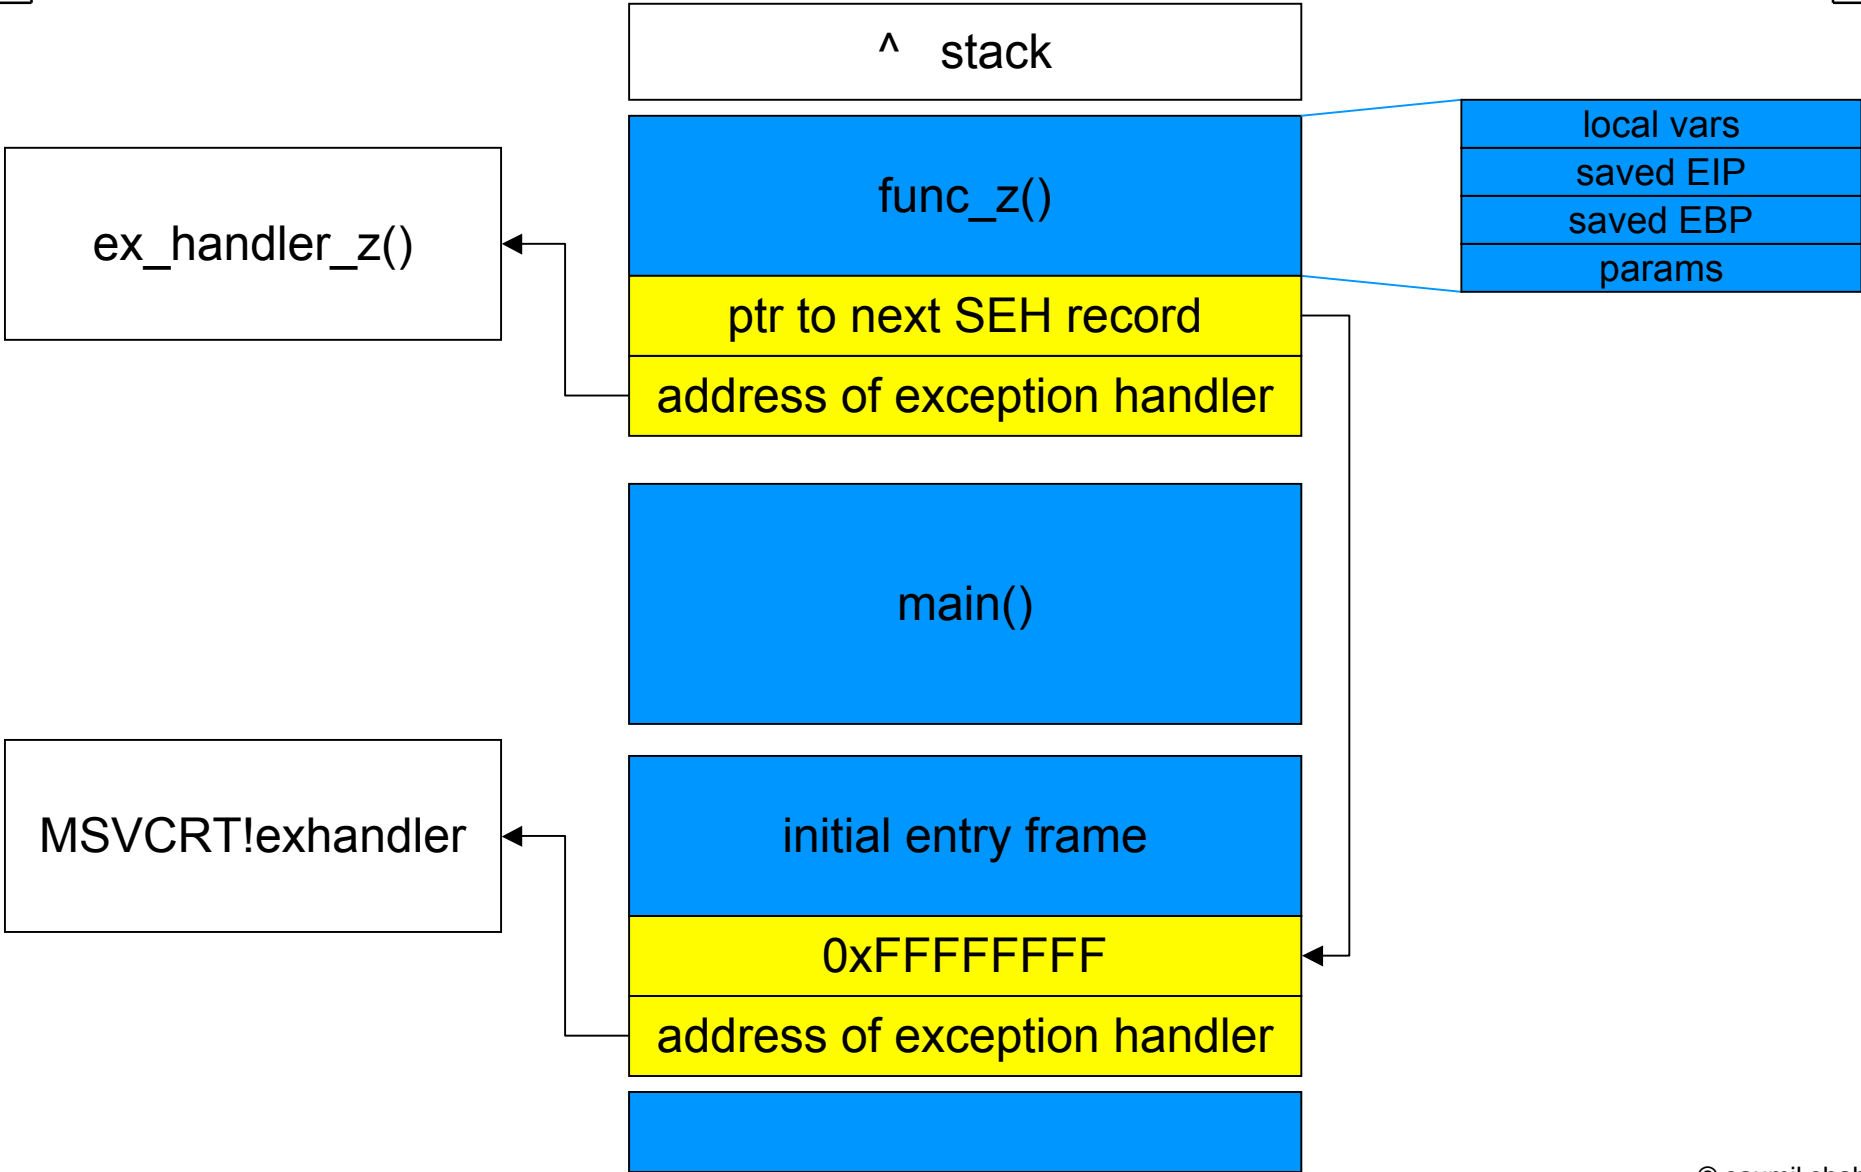 ^ stack
func_z()
local vars
saved EIP
saved EBP
params
ex_handler_z()
ptr to next SEH record
address of exception handler
main()
MSVCRT!exhandler
initial entry frame
0xFFFFFFFF
address of exception handler